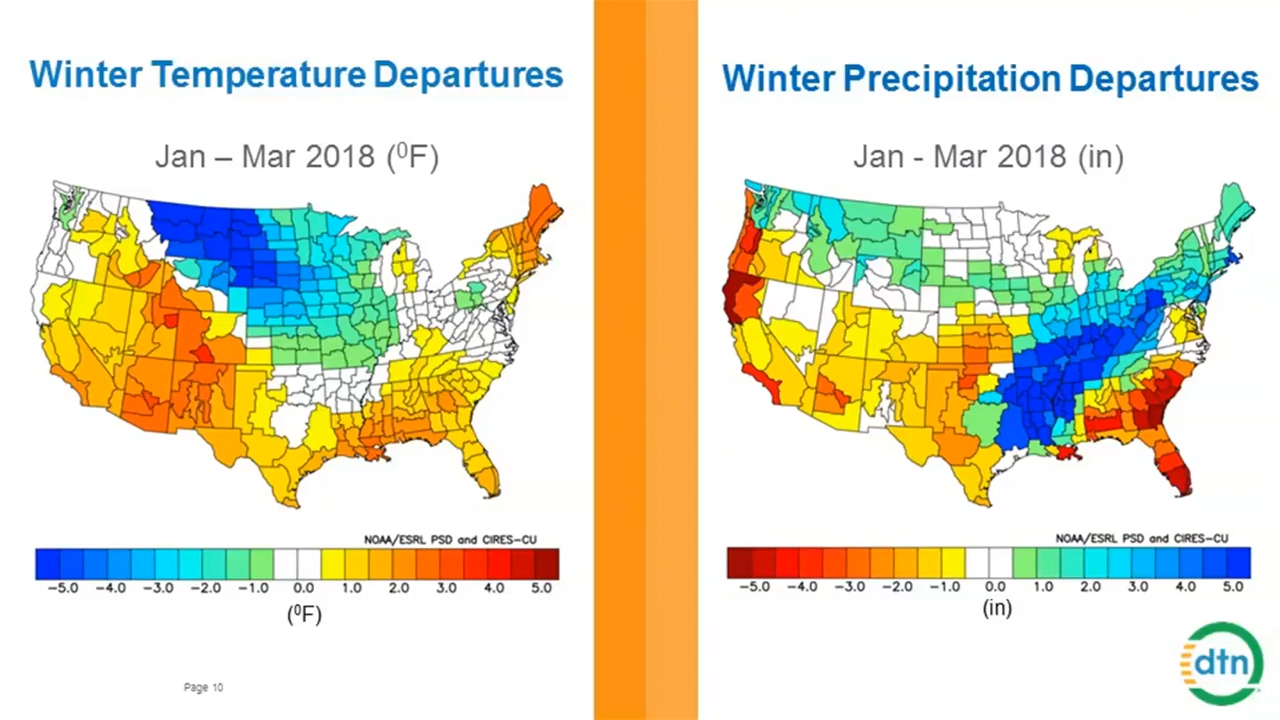 Winter Temperature Departures
Jan – Mar 2018 (⁰F)
NOAA/ESRL PSD and CIRES–CU
−5.0 −4.0 −3.0 −2.0 −1.0 0.0 1.0 2.0 3.0 4.0 5.0
(⁰F)
Page 10
Winter Precipitation Departures
Jan - Mar 2018 (in)
NOAA/ESRL PSD and CIRES–CU
−5.0 −4.0 −3.0 −2.0 −1.0 0.0 1.0 2.0 3.0 4.0 5.0
(in)
dtn